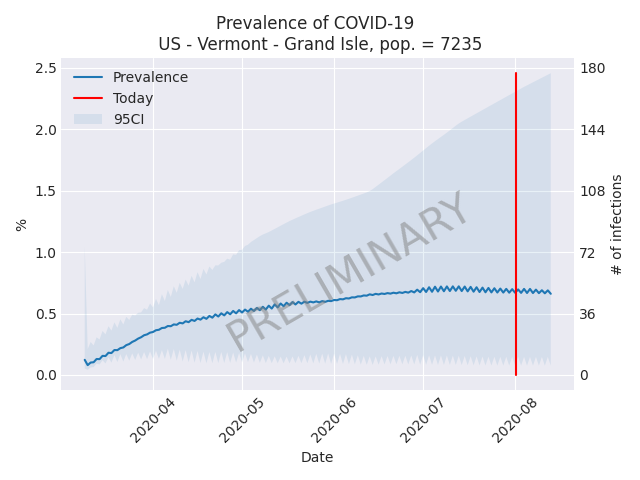 Prevalence of COVID-19
US - Vermont - Grand Isle, pop. = 7235
Prevalence
Today
95CI
PRELIMINARY
%
2.5
2.0
1.5
1.0
0.5
0.0
180
144
108
72
36
0
# of infections
2020-04
2020-05
2020-06
2020-07
2020-08
Date